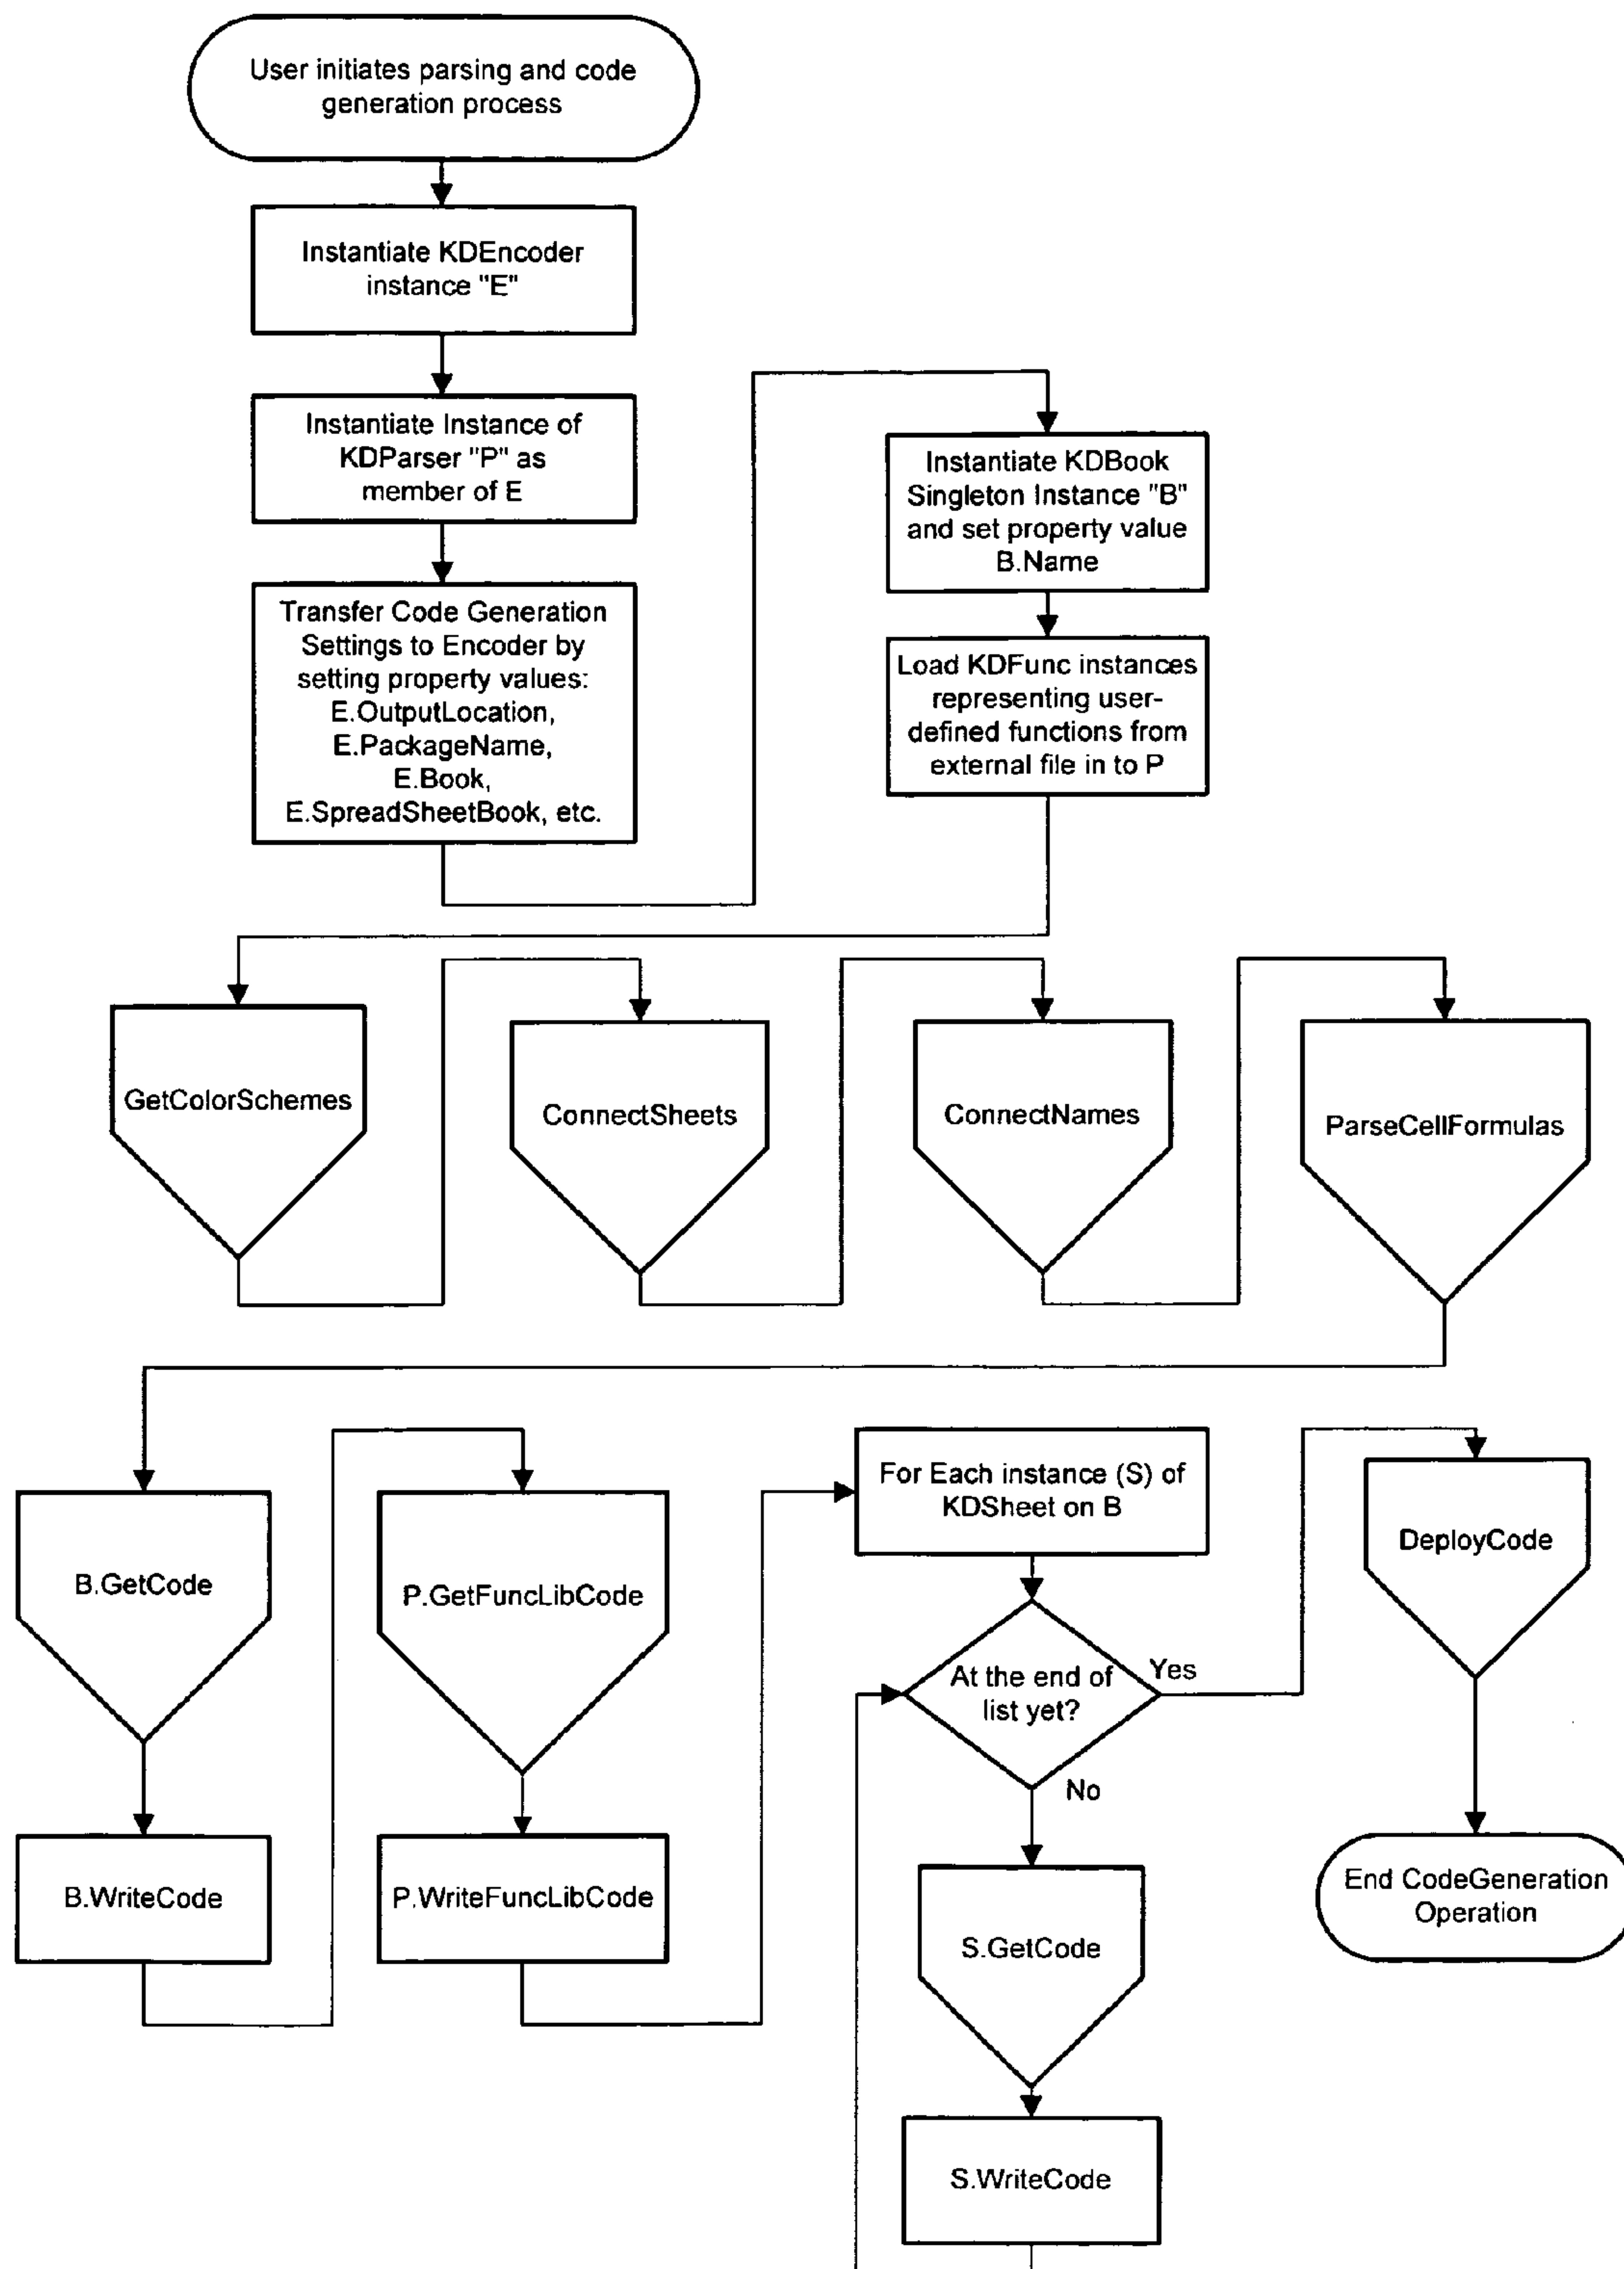 User initiates parsing and code
generation process
Instantiate KDEncoder
instance "E"
Instantiate Instance of
KDParser "P" as
member of E
Transfer Code Generation
Settings to Encoder by
setting property values:
E.OutputLocation,
E.PackageName,
E.Book,
E.SpreadSheetBook, etc.
Instantiate KDBook
Singleton Instance "B"
and set property value
B.Name
Load KDFunc instances
representing user-
defined functions from
external file in to P
GetColorSchemes
ConnectSheets
ConnectNames
ParseCellFormulas
B.GetCode
B.WriteCode
P.GetFuncLibCode
P.WriteFuncLibCode
For Each instance (S) of
KDSheet on B
At the end of
list yet?
Yes
No
S.GetCode
S.WriteCode
DeployCode
End CodeGeneration
Operation